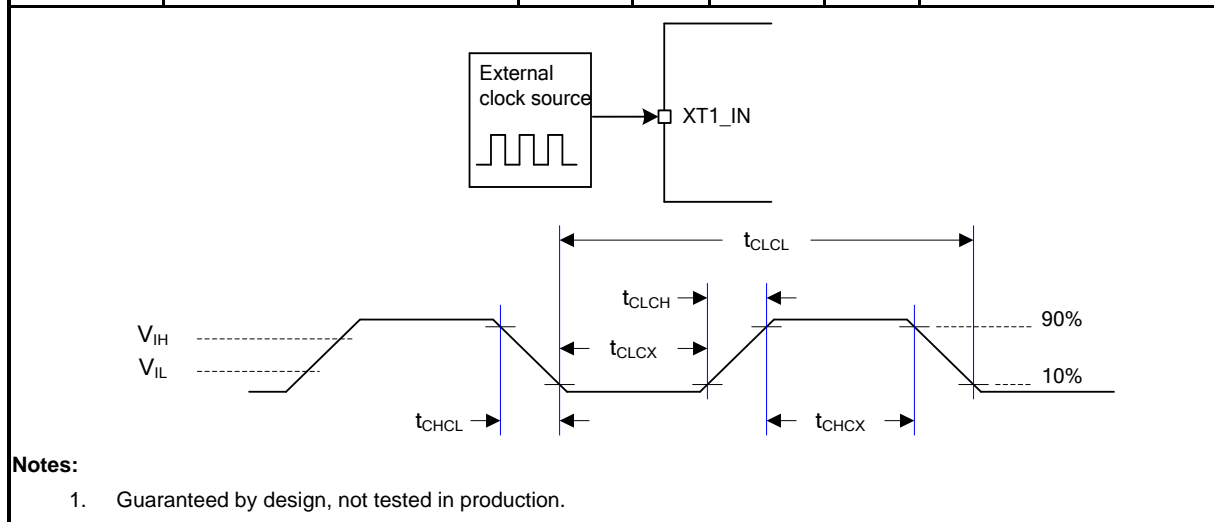 External
clock source
XT1_IN
tCLCL
tCLCH
90%
VIH
tCLCX
VIL
10%
tCHCL
tCHCX
Notes:
1. Guaranteed by design, not tested in production.